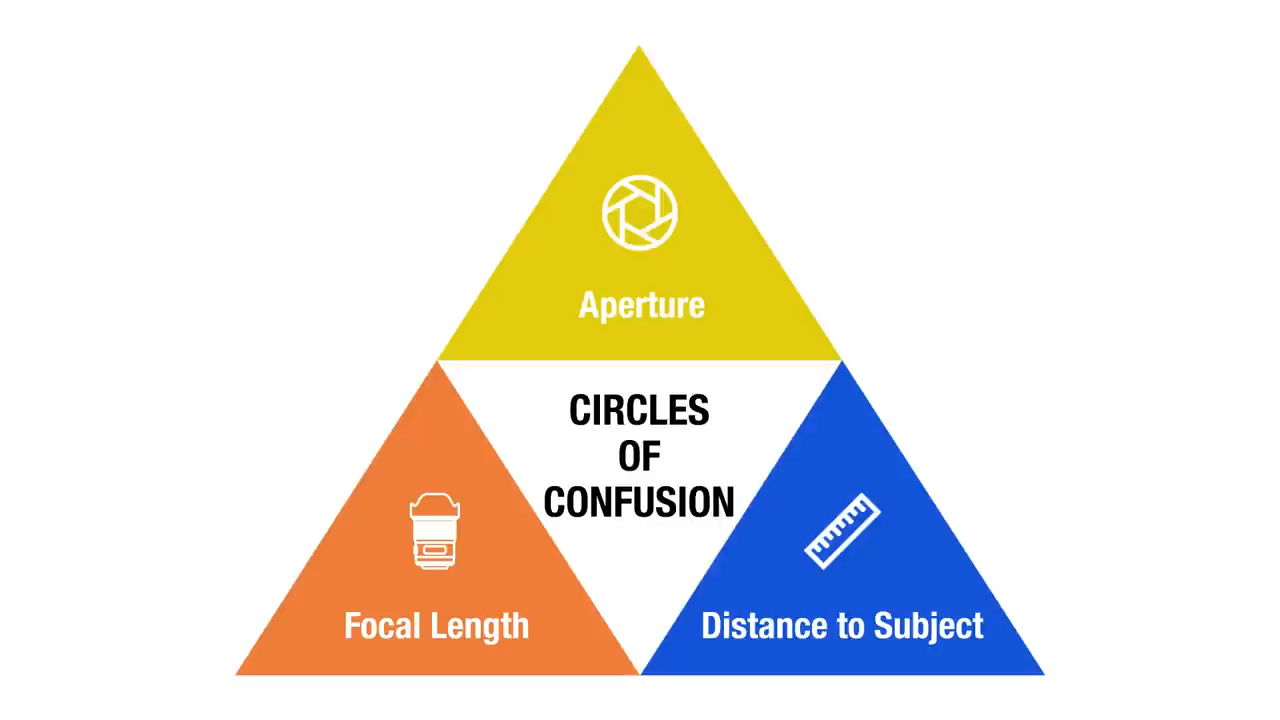 Aperture
CIRCLES
OF
CONFUSION
Focal Length
Distance to Subject